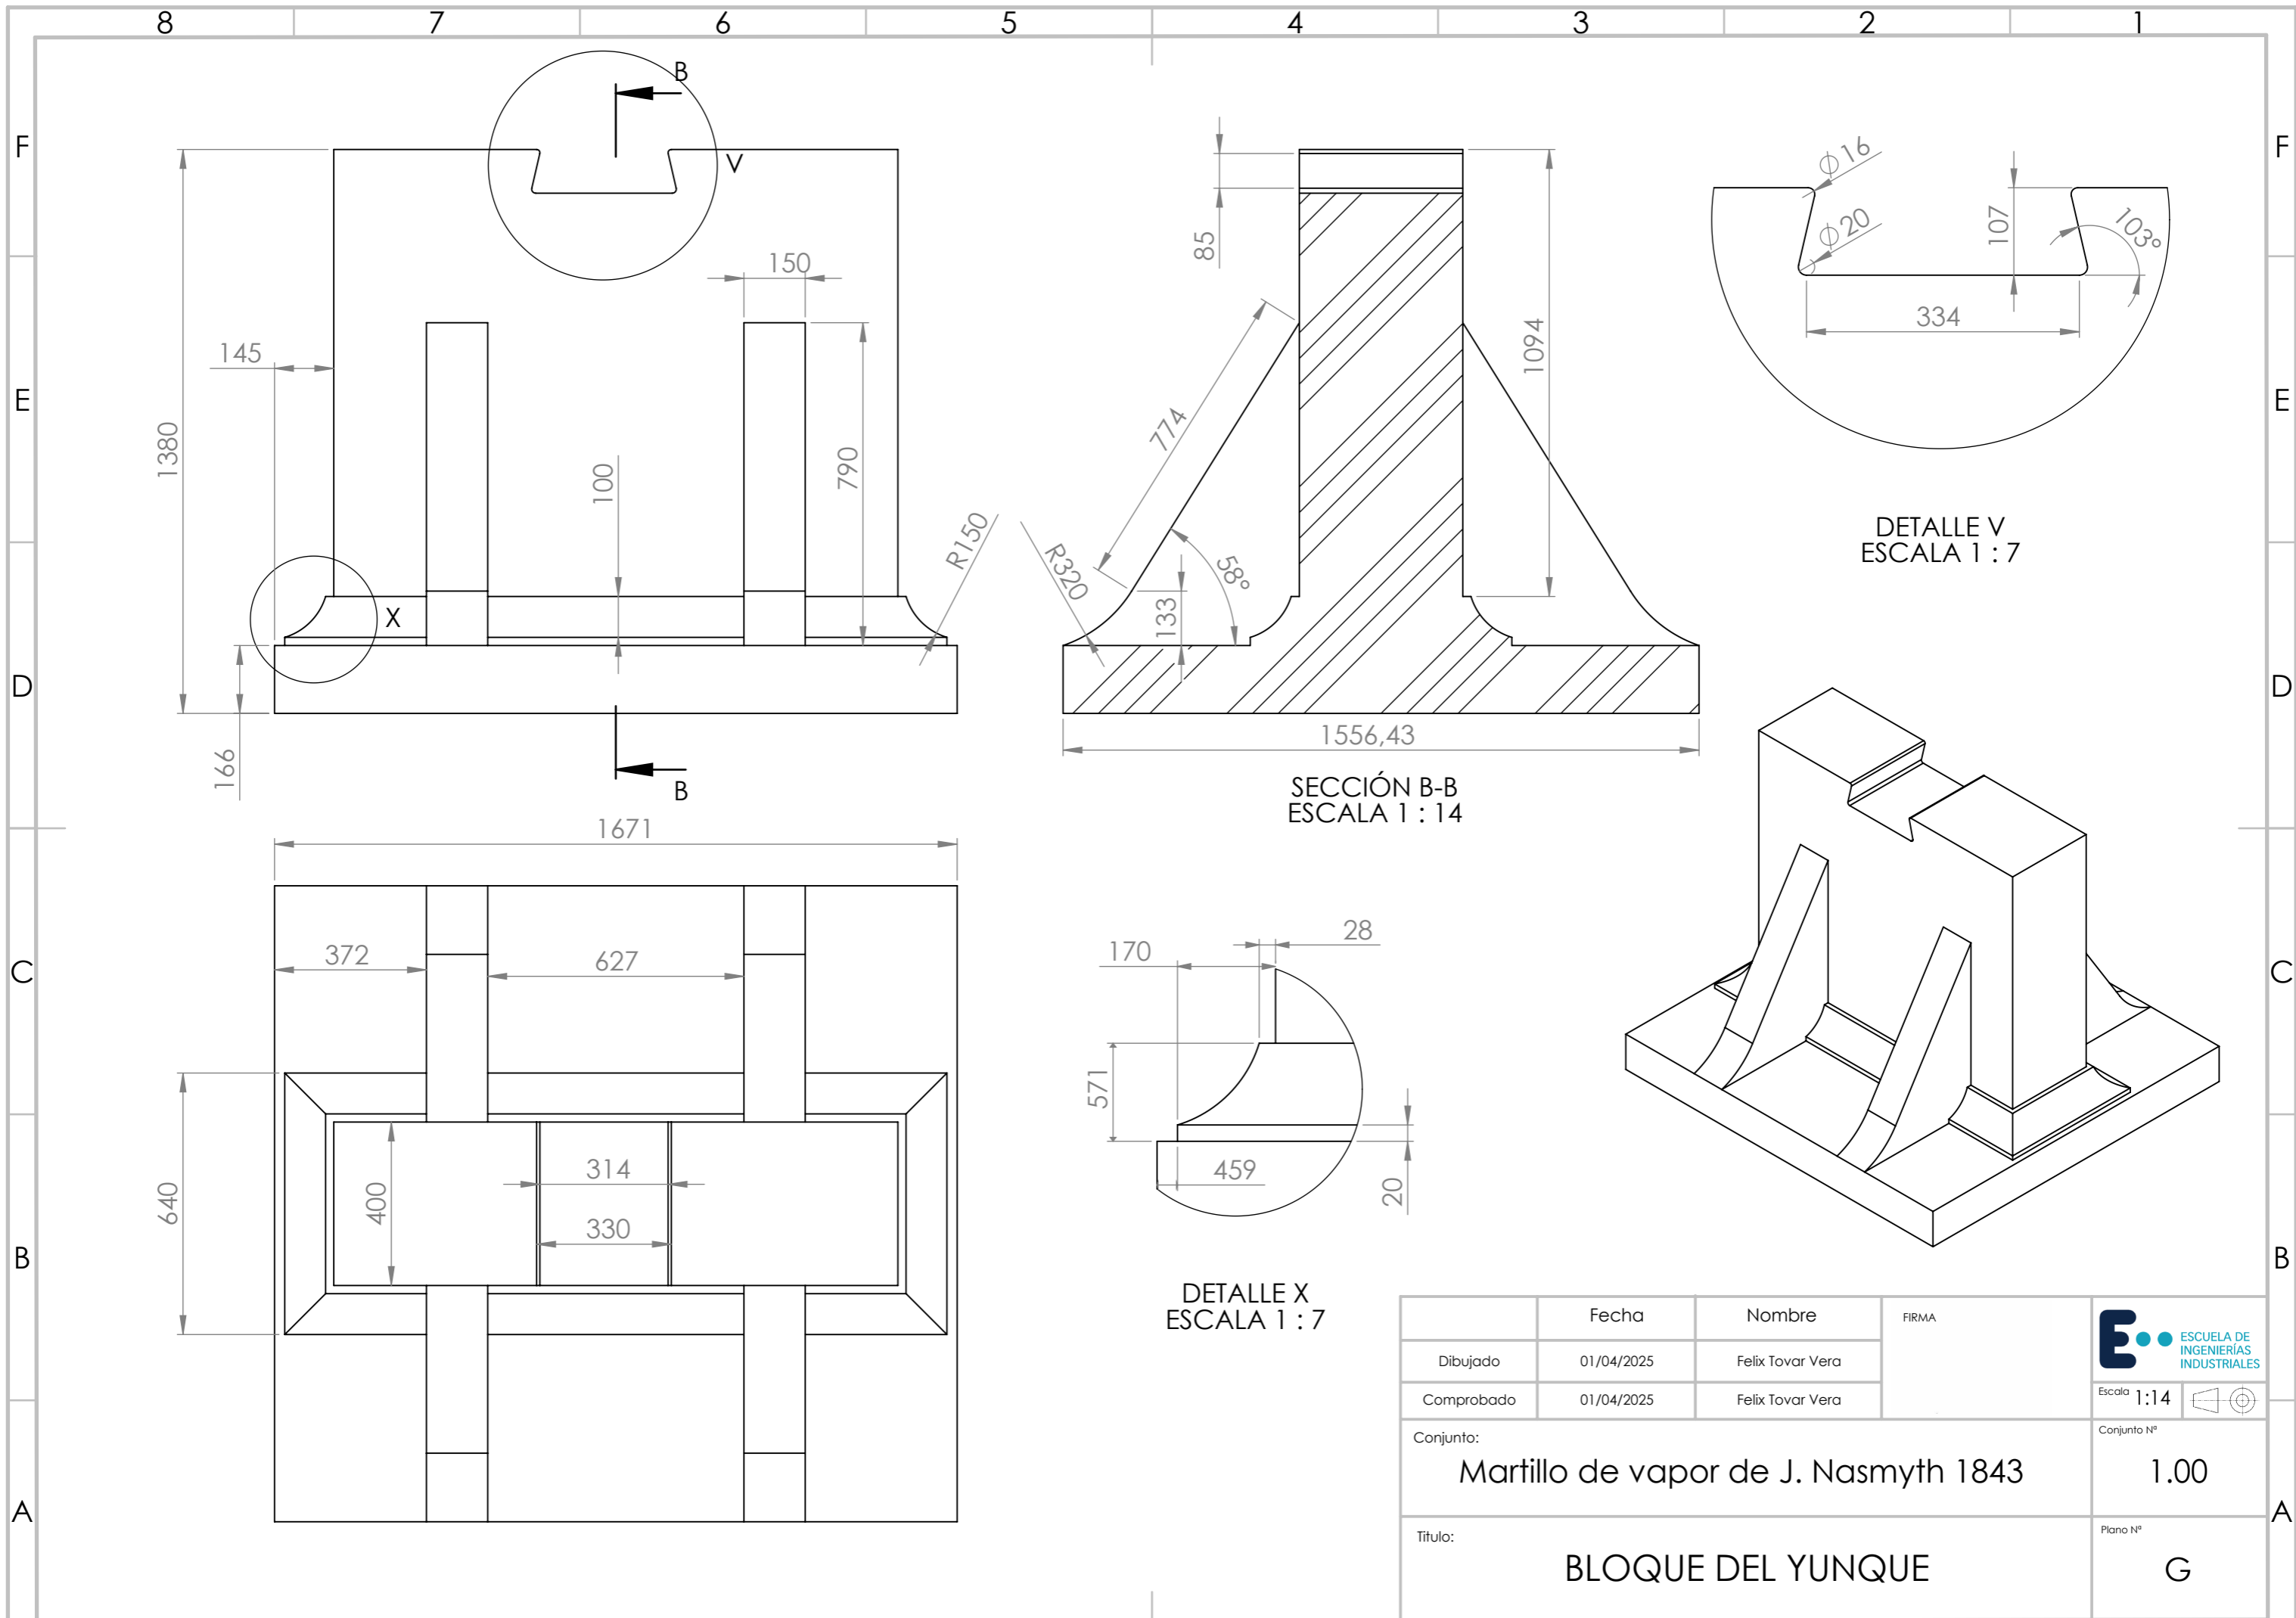 8 7 6 5 4 3 2 1
F
E
D
C
B
A
F
E
D
C
B
A
B
V
150
145
1380
790
100
R150
X
166
B
85
1094
774
R320
58°
133
1556,43
SECCIÓN B-B
ESCALA 1 : 14
∅ 16
∅ 20
107
103°
334
DETALLE V
ESCALA 1 : 7
1671
372
627
640
400
314
330
170
28
571
459
20
DETALLE X
ESCALA 1 : 7
Fecha Nombre FIRMA
Dibujado 01/04/2025 Felix Tovar Vera
Comprobado 01/04/2025 Felix Tovar Vera
E
ESCUELA DE
INGENIERÍAS
INDUSTRIALES
Escala 1:14
Conjunto:
Martillo de vapor de J. Nasmyth 1843
Conjunto Nº
1.00
Titulo:
BLOQUE DEL YUNQUE
Plano Nº
G